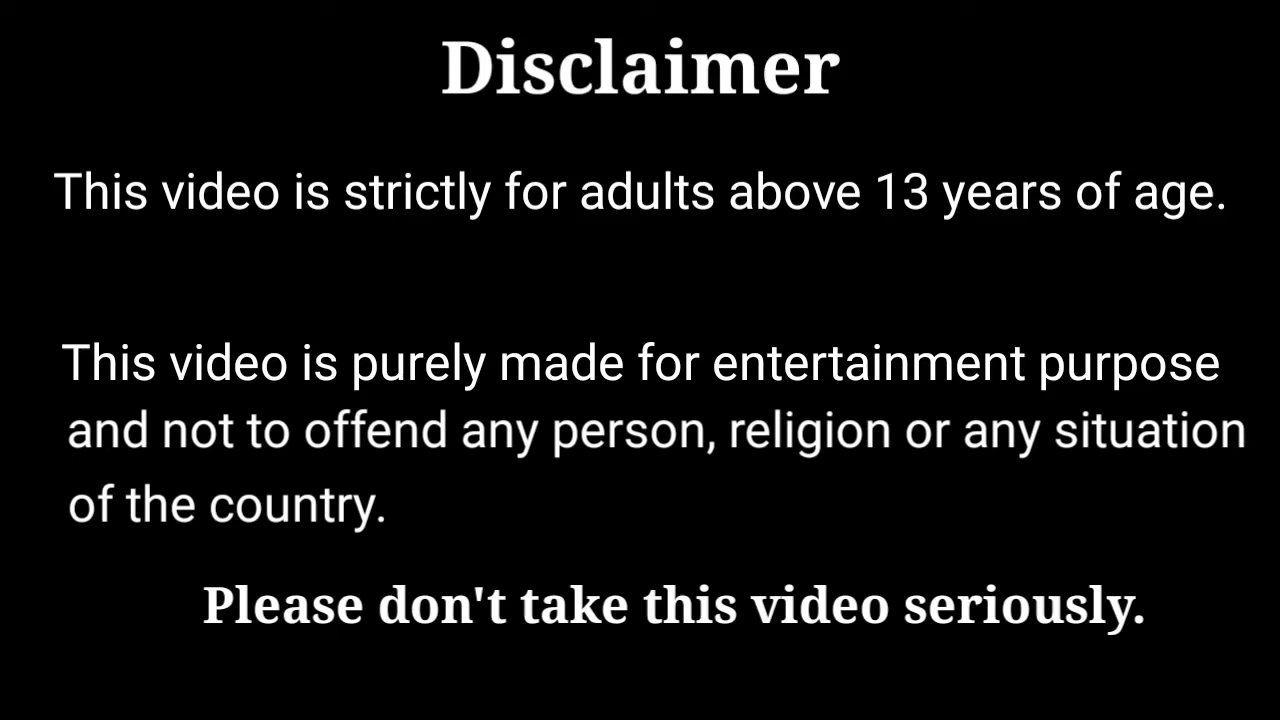 Disclaimer
This video is strictly for adults above 13 years of age.
This video is purely made for entertainment purpose
and not to offend any person, religion or any situation
of the country.
Please don't take this video seriously.